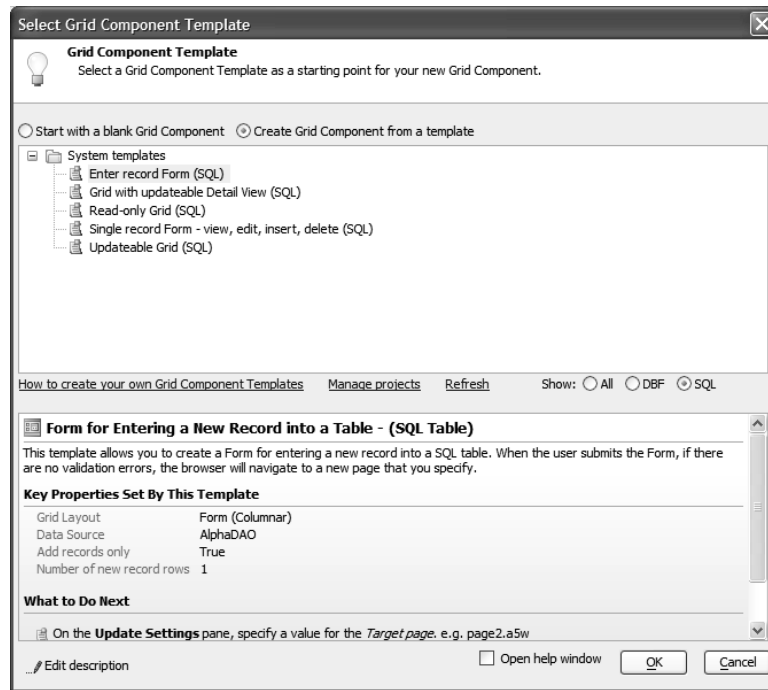 Select Grid Component Template
Grid Component Template
Select a Grid Component Template as a starting point for your new Grid Component.
Start with a blank Grid Component Create Grid Component from a template
System templates
Enter record Form (SQL)
Grid with updateable Detail View (SQL)
Read-only Grid (SQL)
Single record Form - view, edit, insert, delete (SQL)
Updateable Grid (SQL)
How to create your own Grid Component Templates Manage projects Refresh Show: All DBF SQL
Form for Entering a New Record into a Table - (SQL Table)
This template allows you to create a Form for entering a new record into a SQL table. When the user submits the Form, if there
are no validation errors, the browser will navigate to a new page that you specify.
Key Properties Set By This Template
Grid Layout Form (Columnar)
Data Source AlphaDAO
Add records only True
Number of new record rows 1
What to Do Next
On the Update Settings pane, specify a value for the Target page. e.g. page2.a5w
Edit description Open help window OK Cancel